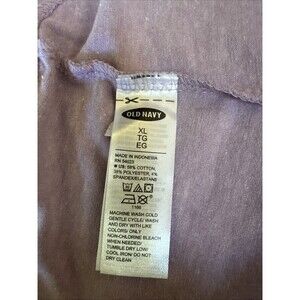 OLD NAVY
XL
TG
EG
MADE IN INDONESIA
RN 54023
58% COTTON,
38% POLYESTER, 4%
SPANDEX/ELASTANE
MACHINE WASH COLD
GENTLE CYCLE/ WASH
AND DRY WITH LIKE
COLORS/ ONLY
NON-CHLORINE BLEACH
WHEN NEEDED/
TUMBLE DRY LOW/
COOL IRON/ DO NOT
DRY CLEAN